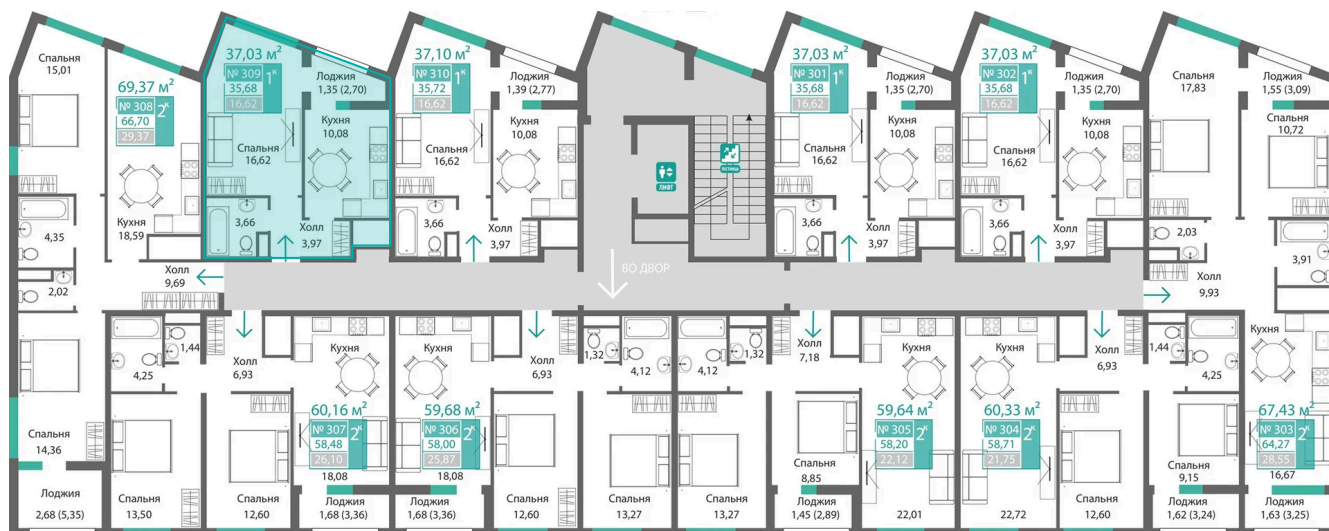 Спальня
15,01
69,37 м²
№ 308
2к
66,70
29,37
Кухня
18,59
4,35
2,02
Холл
9,69
Спальня
14,36
Лоджия
2,68 (5,35)
37,03 м²
№ 309
1к
35,68
16,62
Лоджия
1,35 (2,70)
Кухня
10,08
Спальня
16,62
3,66
Холл
3,97
37,10 м²
№ 310
1к
35,72
16,62
Лоджия
1,39 (2,77)
Кухня
10,08
Спальня
16,62
3,66
Холл
3,97
ЛИФТ
ЛЕСТНИЦА
ВО ДВОР
37,03 м²
№ 301
1к
35,68
16,62
Лоджия
1,35 (2,70)
Кухня
10,08
Спальня
16,62
3,66
Холл
3,97
37,03 м²
№ 302
1к
35,68
16,62
Лоджия
1,35 (2,70)
Кухня
10,08
Спальня
16,62
3,66
Холл
3,97
Спальня
17,83
Лоджия
1,55 (3,09)
Спальня
10,72
2,03
3,91
Холл
9,93
1,44
4,25
Холл
6,93
Кухня
60,16 м²
№ 307
2к
58,48
26,10
18,08
Спальня
13,50
Спальня
12,60
Лоджия
1,68 (3,36)
Кухня
Холл
6,93
1,32
4,12
59,68 м²
№ 306
2к
58,00
25,87
18,08
Лоджия
1,68 (3,36)
Спальня
12,60
Спальня
13,27
4,12
1,32
Холл
7,18
Кухня
59,64 м²
№ 305
2к
58,20
22,12
Спальня
13,27
Спальня
8,85
Лоджия
1,45 (2,89)
22,01
Кухня
Холл
6,93
1,44
4,25
60,33 м²
№ 304
2к
58,71
21,75
22,72
Спальня
12,60
Спальня
9,15
Лоджия
1,62 (3,24)
Кухня
67,43 м²
№ 303
2к
64,27
28,55
16,67
Лоджия
1,63 (3,25)